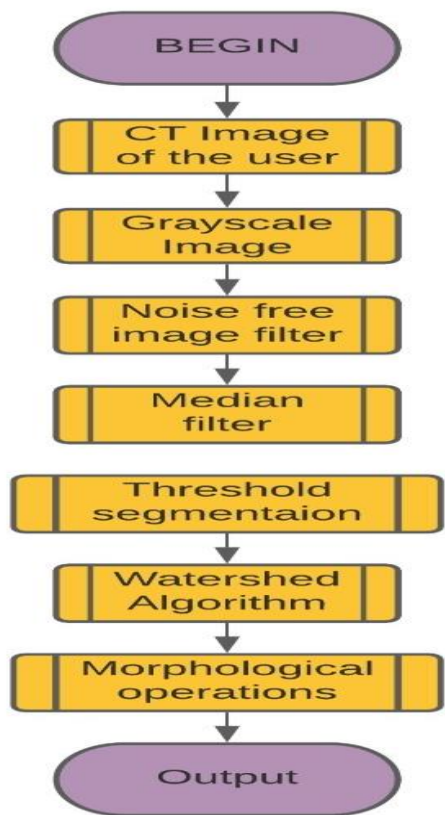 BEGIN
CT Image
of the user
Grayscale
Image
Noise free
image filter
Median
filter
Threshold
segmentaion
Watershed
Algorithm
Morphological
operations
Output